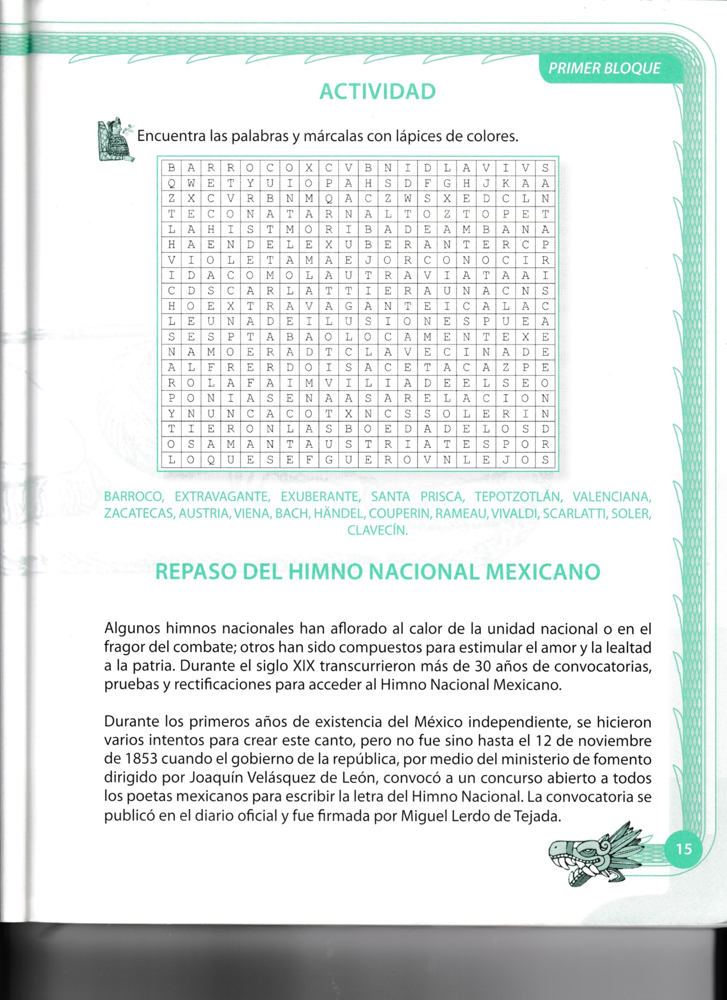 PRIMER BLOQUE
ACTIVIDAD
Encuentra las palabras y márcalas con lápices de colores.
B A R R O C O X C V B N I D L A V I V S
Q W E T Y U I O P A H S D F G H J K A A
Z X C V R B N M Q A C Z W S X E D C L N
T E C O N A T A R N A L T O Z T O P E T
L A H I S T M O R I B A D E A M B A N A
H A E N D E L E X U B E R A N T E R C P
V I O L E T A M A E J O R C O N O C I R
I D A C O M O L A U T R A V I A T A A I
C D S C A R L A T T I E R A U N A C N S
H O E X T R A V A G A N T E I C A L A C
L E U N A D E I L U S I O N E S P U E A
S E S P T A B A O L O C A M E N T E X E
N A M O E R A D T C L A V E C I N A D E
A L F R E R D O I S A C E T A C A Z P E
R O L A F A I M V I L I A D E E L S E O
P O N I A S E N A A S A R E L A C I O N
Y N U N C A C O T X N C S S O L E R I N
T I E R O N L A S B O E D A D E L O S D
O S A M A N T A U S T R I A T E S P O R
L O Q U E S E F G U E R O V N L E J O S
BARROCO, EXTRAVAGANTE, EXUBERANTE, SANTA PRISCA, TEPOTZOTLÁN, VALENCIANA,
ZACATECAS, AUSTRIA, VIENA, BACH, HÄNDEL, COUPERIN, RAMEAU, VIVALDI, SCARLATTI, SOLER,
CLAVECÍN.
REPASO DEL HIMNO NACIONAL MEXICANO
Algunos himnos nacionales han aflorado al calor de la unidad nacional o en el
fragor del combate; otros han sido compuestos para estimular el amor y la lealtad
a la patria. Durante el siglo XIX transcurrieron más de 30 años de convocatorias,
pruebas y rectificaciones para acceder al Himno Nacional Mexicano.
Durante los primeros años de existencia del México independiente, se hicieron
varios intentos para crear este canto, pero no fue sino hasta el 12 de noviembre
de 1853 cuando el gobierno de la república, por medio del ministerio de fomento
dirigido por Joaquín Velásquez de León, convocó a un concurso abierto a todos
los poetas mexicanos para escribir la letra del Himno Nacional. La convocatoria se
publicó en el diario oficial y fue firmada por Miguel Lerdo de Tejada.
15